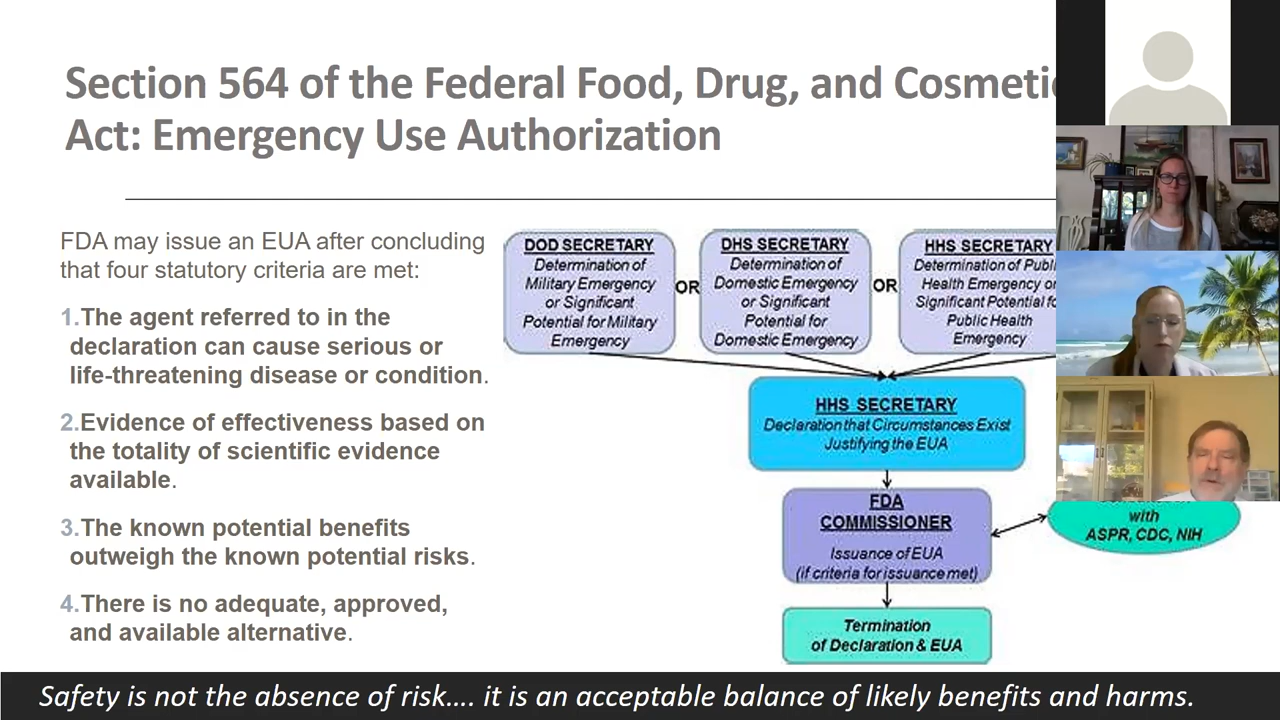 Section 564 of the Federal Food, Drug, and Cosmetic
Act: Emergency Use Authorization
FDA may issue an EUA after concluding
that four statutory criteria are met:
1.The agent referred to in the
declaration can cause serious or
life-threatening disease or condition.
2.Evidence of effectiveness based on
the totality of scientific evidence
available.
3.The known potential benefits
outweigh the known potential risks.
4.There is no adequate, approved,
and available alternative.
DOD SECRETARY
Determination of
Military Emergency
or Significant
Potential for Military
Emergency
OR
DHS SECRETARY
Determination of
Domestic Emergency
or Significant
Potential for
Domestic Emergency
OR
HHS SECRETARY
Determination of
Health Emergency
Significant Potential
Public Health
Emergency
HHS SECRETARY
Declaration that Circumstances Exist
Justifying the EUA
FDA
COMMISSIONER
Issuance of EUA
(if criteria for issuance met)
with
ASPR, CDC, NIH
Termination
of Declaration & EUA
Safety is not the absence of risk.... it is an acceptable balance of likely benefits and harms.